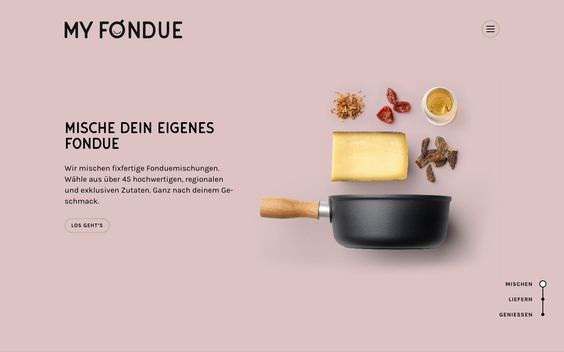 MY FONDUE
MISCHE DEIN EIGENES
FONDUE
Wir mischen fixfertige Fonduemischungen.
Wähle aus über 45 hochwertigen, regionalen
und exklusiven Zutaten. Ganz nach deinem Ge-
schmack.
LOS GEHT'S
MISCHEN
LIEFERN
GENIESSEN